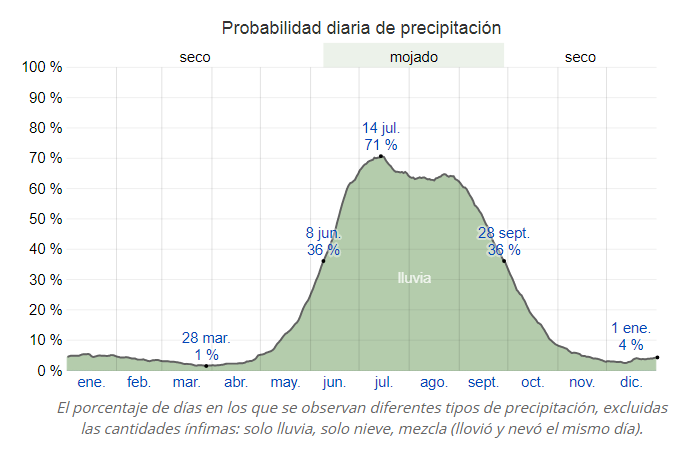 Probabilidad diaria de precipitación
seco mojado seco
100 %
90 %
80 %
70 %
60 %
50 %
40 %
30 %
20 %
10 %
0 %
14 jul.
71 %
8 jun.
36 %
28 sept.
36 %
lluvia
28 mar.
1 %
1 ene.
4 %
ene. feb. mar. abr. may. jun. jul. ago. sept. oct. nov. dic.
El porcentaje de días en los que se observan diferentes tipos de precipitación, excluidas
las cantidades ínfimas: solo lluvia, solo nieve, mezcla (llovió y nevó el mismo día).